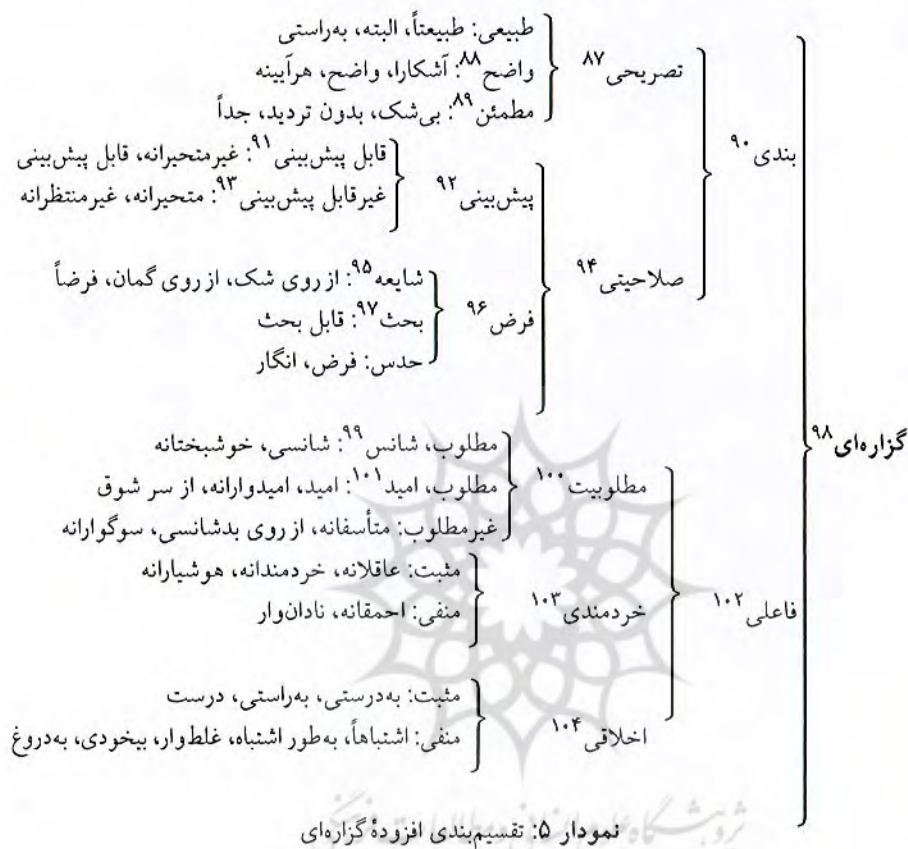 طبیعی: طبیعتاً، البته، به‌راستی
تصریحی ۸۷
واضح ۸۸: آشکارا، واضح، هرآیینه
مطمئن ۸۹: بی‌شک، بدون تردید، جداً
بندی ۹۰
قابل پیش‌بینی ۹۱: غیرمتحیرانه، قابل پیش‌بینی
پیش‌بینی ۹۲
غیرقابل پیش‌بینی ۹۳: متحیرانه، غیرمنتظرانه
صلاحیتی ۹۴
شایعه ۹۵: از روی شک، از روی گمان، فرضاً
فرض ۹۶
بحث ۹۷: قابل بحث
حدس: فرض، انگار
گزاره‌ای ۹۸
مطلوب، شانس ۹۹: شانسی، خوشبختانه
مطلوبیت ۱۰۰
مطلوب، امید ۱۰۱: امید، امیدوارانه، از سر شوق
غیرمطلوب: متأسفانه، از روی بدشانسی، سوگوارانه
فاعلی ۱۰۲
مثبت: عاقلانه، خردمندانه، هوشیارانه
خردمندی ۱۰۳
منفی: احمقانه، نادان‌وار
مثبت: به‌درستی، به‌راستی، درست
اخلاقی ۱۰۴
منفی: اشتباهاً، به‌طور اشتباه، غلط‌وار، بیخودی، به‌دروغ
پژوهشگاه علوم انسانی و مطالعات فرهنگی
نمودار ۵: تقسیم‌بندی افزودهٔ گزاره‌ای